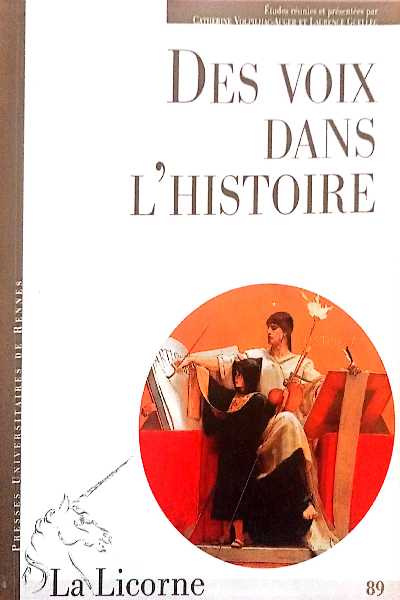 Études réunies et présentées par
CATHERINE VOLPILHAC-AUGER ET LAURENCE GUELLEC
DES VOIX
DANS
L'HISTOIRE
PRESSES UNIVERSITAIRES DE RENNES
La Licorne
89